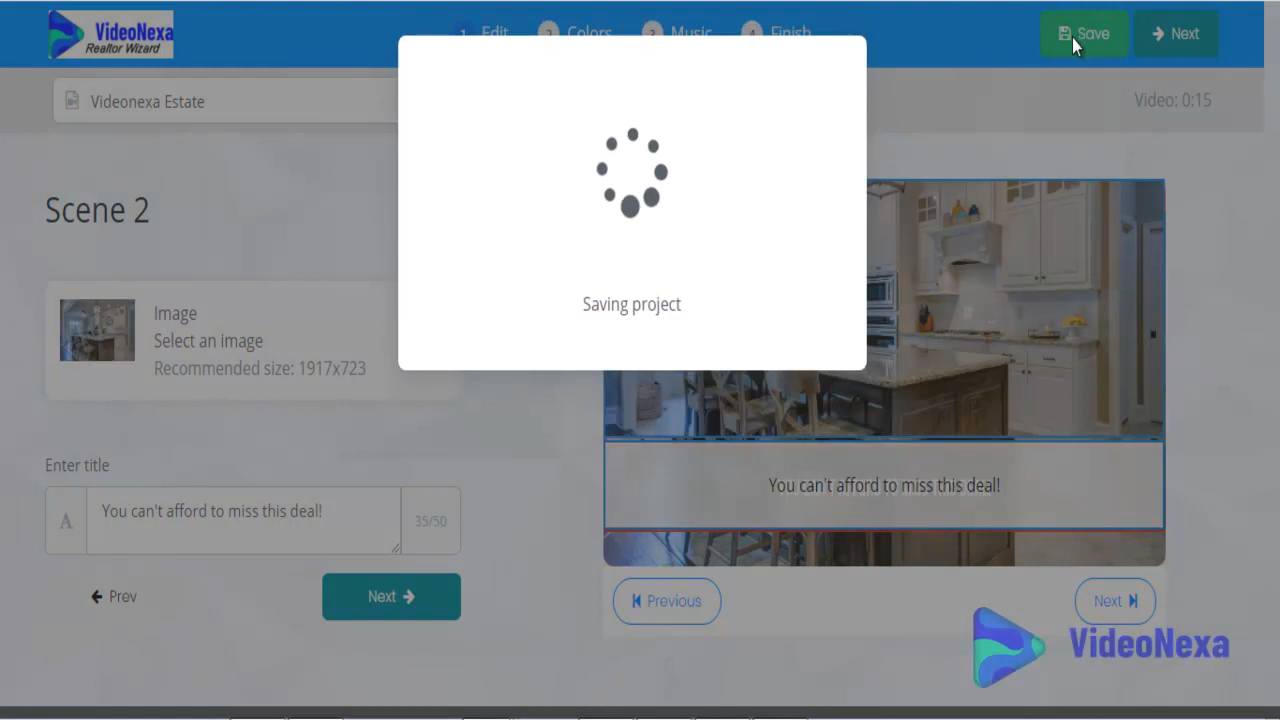 VideoNexa
Realtor Wizard
1 Edit
2 Colors
3 Music
4 Finish
Save
Next
Videonexa Estate
Video: 0:15
Scene 2
Saving project
Image
Select an image
Recommended size: 1917x723
Enter title
A
You can't afford to miss this deal!
35/50
Prev
Next
You can't afford to miss this deal!
Previous
Next
VideoNexa